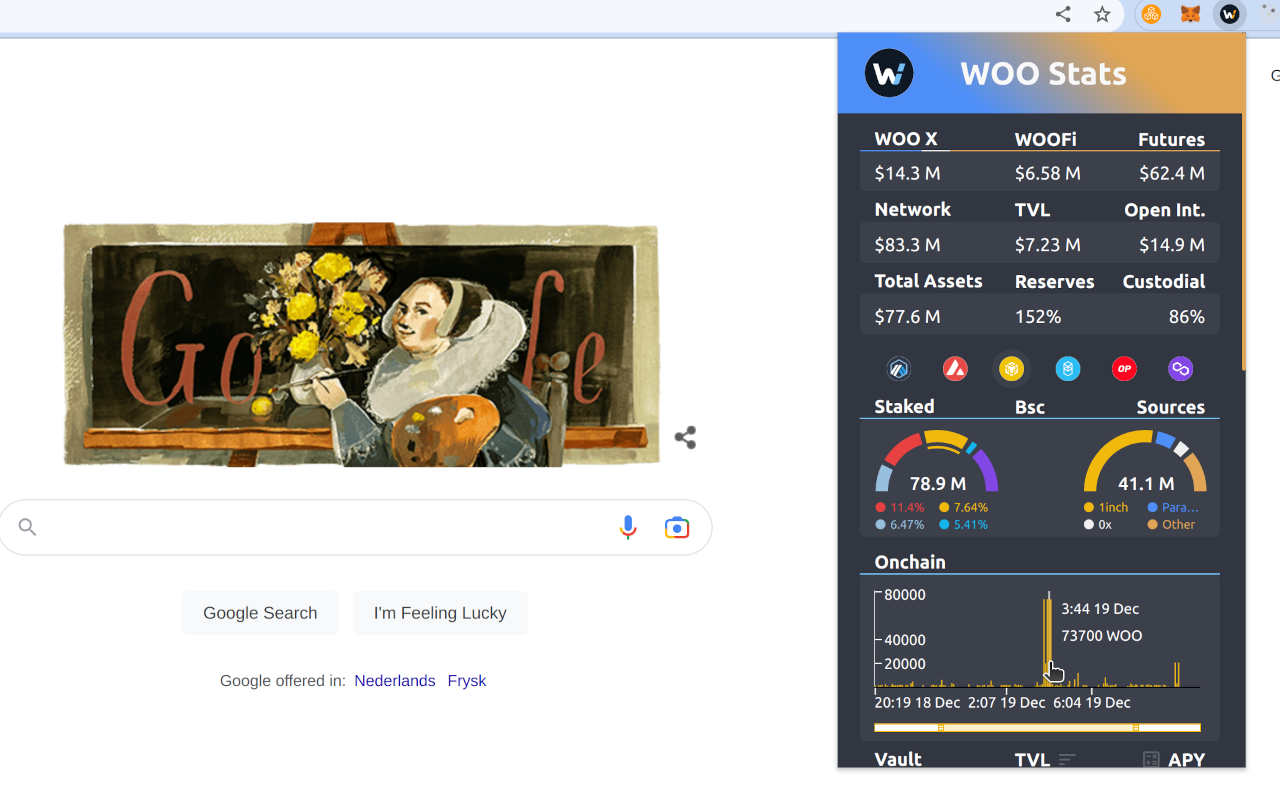 WOO Stats
WOO X WOOFi Futures
$14.3 M $6.58 M $62.4 M
Network TVL Open Int.
$83.3 M $7.23 M $14.9 M
Total Assets Reserves Custodial
$77.6 M 152% 86%
OP
Staked Bsc Sources
78.9 M 41.1 M
11.4% 7.64% 1inch Para...
6.47% 5.41% 0x Other
Onchain
80000
3:44 19 Dec
73700 WOO
40000
20000
20:19 18 Dec 2:07 19 Dec 6:04 19 Dec
Vault TVL APY
G
Go le
Google Search I'm Feeling Lucky
Google offered in: Nederlands Frysk